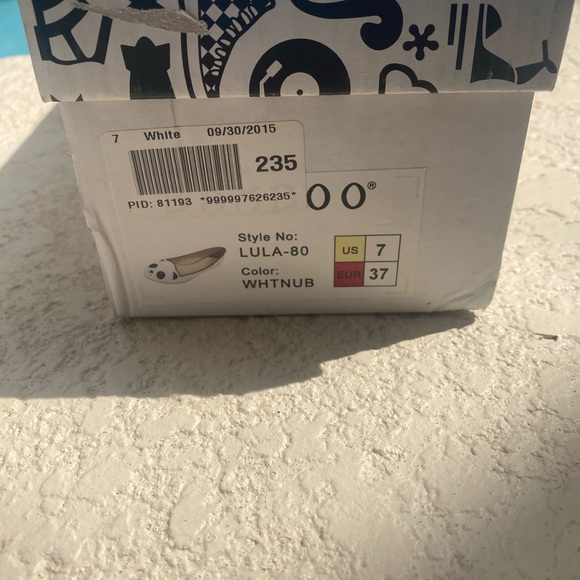 7 White 09/30/2015
235
PID: 81193 *999997626235*
OO®
Style No:
LULA-80
Color:
WHTNUB
US 7
EUR 37